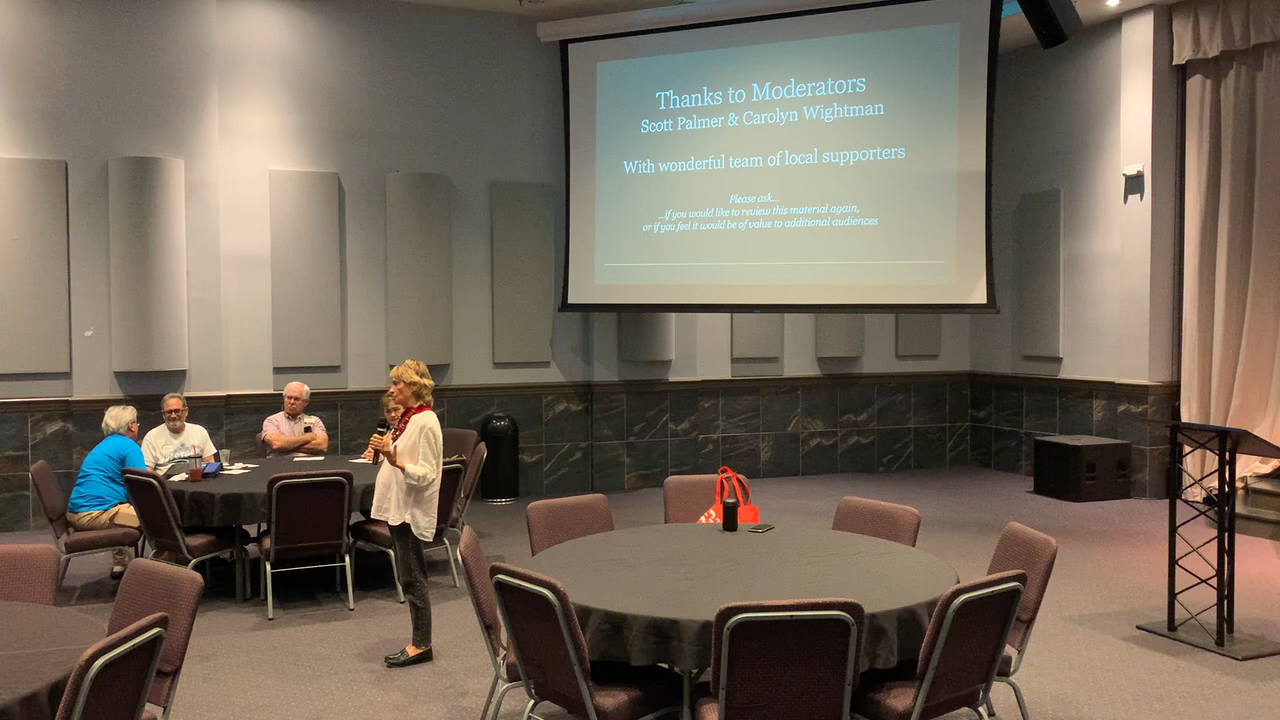 Thanks to Moderators
Scott Palmer & Carolyn Wightman
With wonderful team of local supporters
Please ask...
...if you would like to review this material again,
or if you feel it would be of value to additional audiences